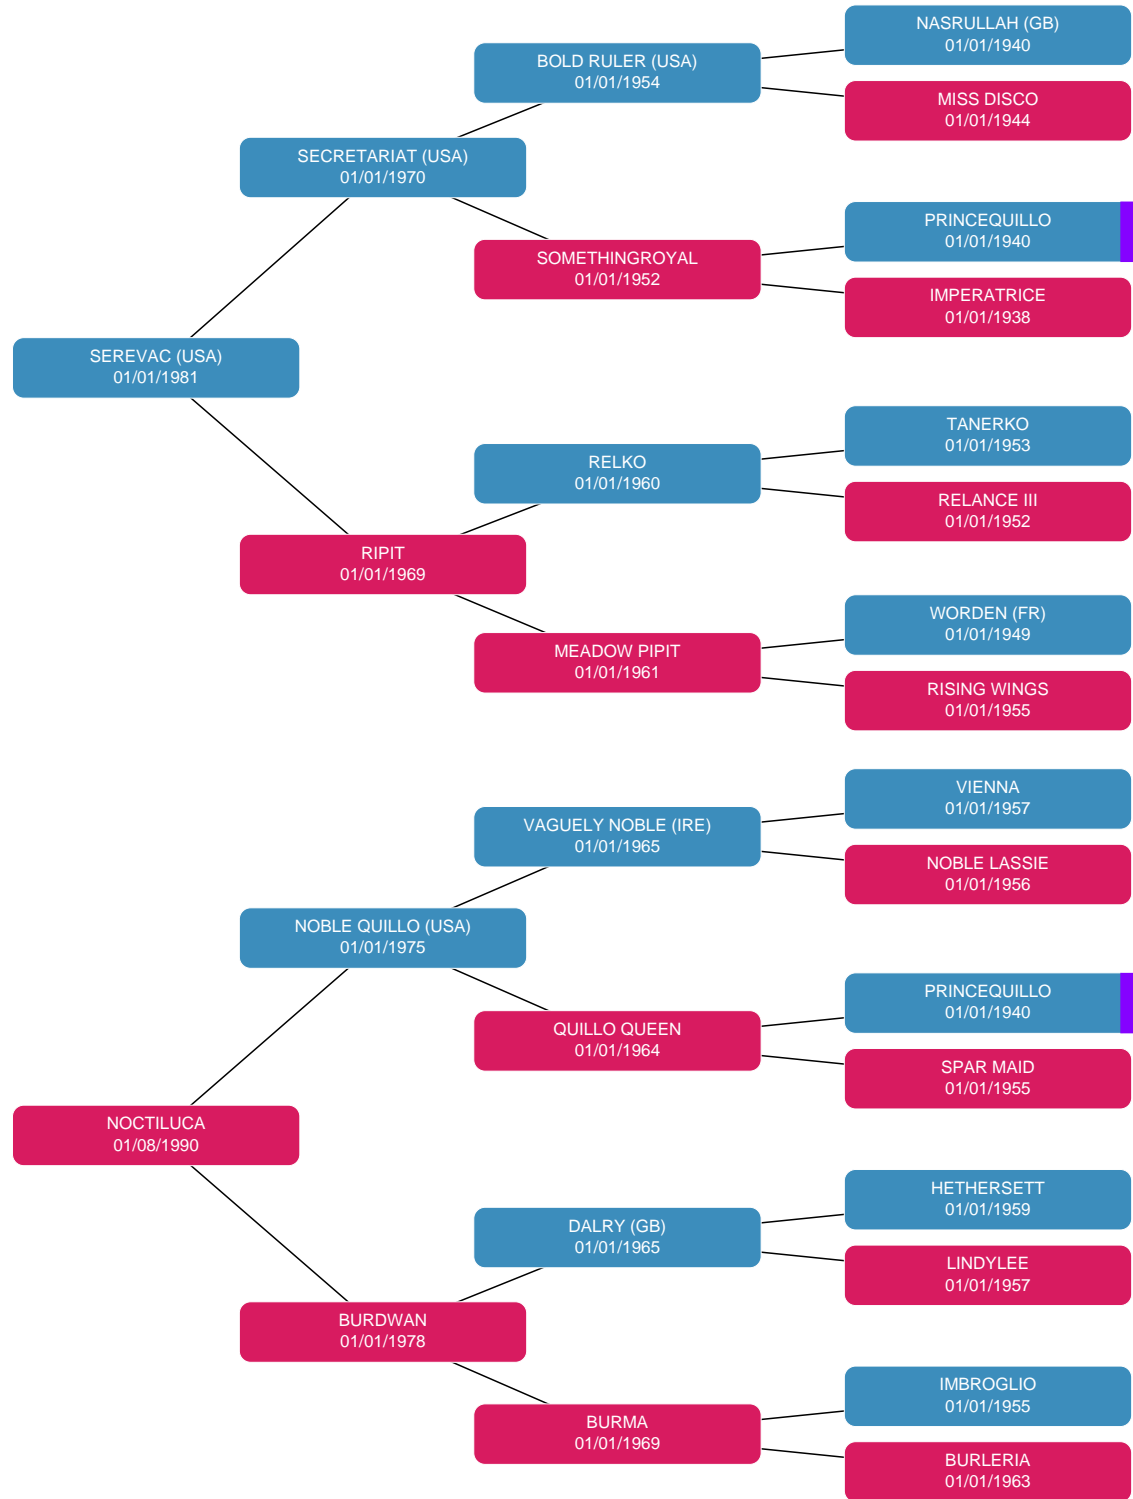 NASRULLAH (GB)
01/01/1940
BOLD RULER (USA)
01/01/1954
MISS DISCO
01/01/1944
SECRETARIAT (USA)
01/01/1970
PRINCEQUILLO
01/01/1940
SOMETHINGROYAL
01/01/1952
IMPERATRICE
01/01/1938
SEREVAC (USA)
01/01/1981
TANERKO
01/01/1953
RELKO
01/01/1960
RELANCE III
01/01/1952
RIPIT
01/01/1969
WORDEN (FR)
01/01/1949
MEADOW PIPIT
01/01/1961
RISING WINGS
01/01/1955
VIENNA
01/01/1957
VAGUELY NOBLE (IRE)
01/01/1965
NOBLE LASSIE
01/01/1956
NOBLE QUILLO (USA)
01/01/1975
PRINCEQUILLO
01/01/1940
QUILLO QUEEN
01/01/1964
SPAR MAID
01/01/1955
NOCTILUCA
01/08/1990
HETHERSETT
01/01/1959
DALRY (GB)
01/01/1965
LINDYLEE
01/01/1957
BURDWAN
01/01/1978
IMBROGLIO
01/01/1955
BURMA
01/01/1969
BURLERIA
01/01/1963